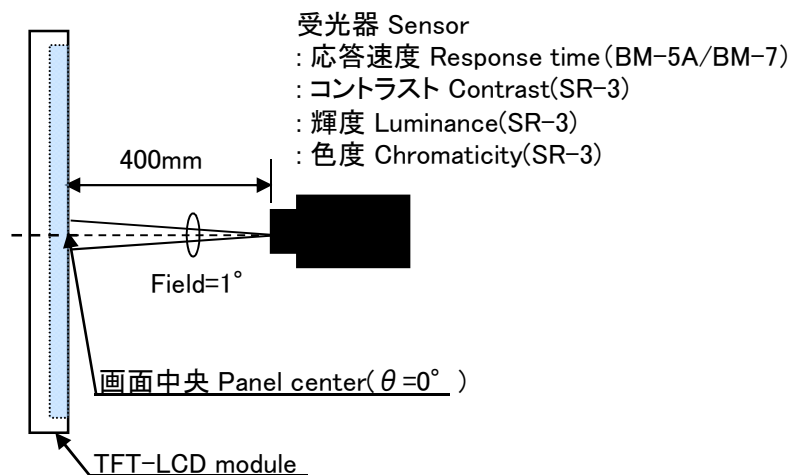 受光器 Sensor
: 応答速度 Response time(BM-5A/BM-7)
: コントラスト Contrast(SR-3)
: 輝度 Luminance(SR-3)
: 色度 Chromaticity(SR-3)
400mm
Field=1°
画面中央 Panel center(θ=0° )
TFT-LCD module